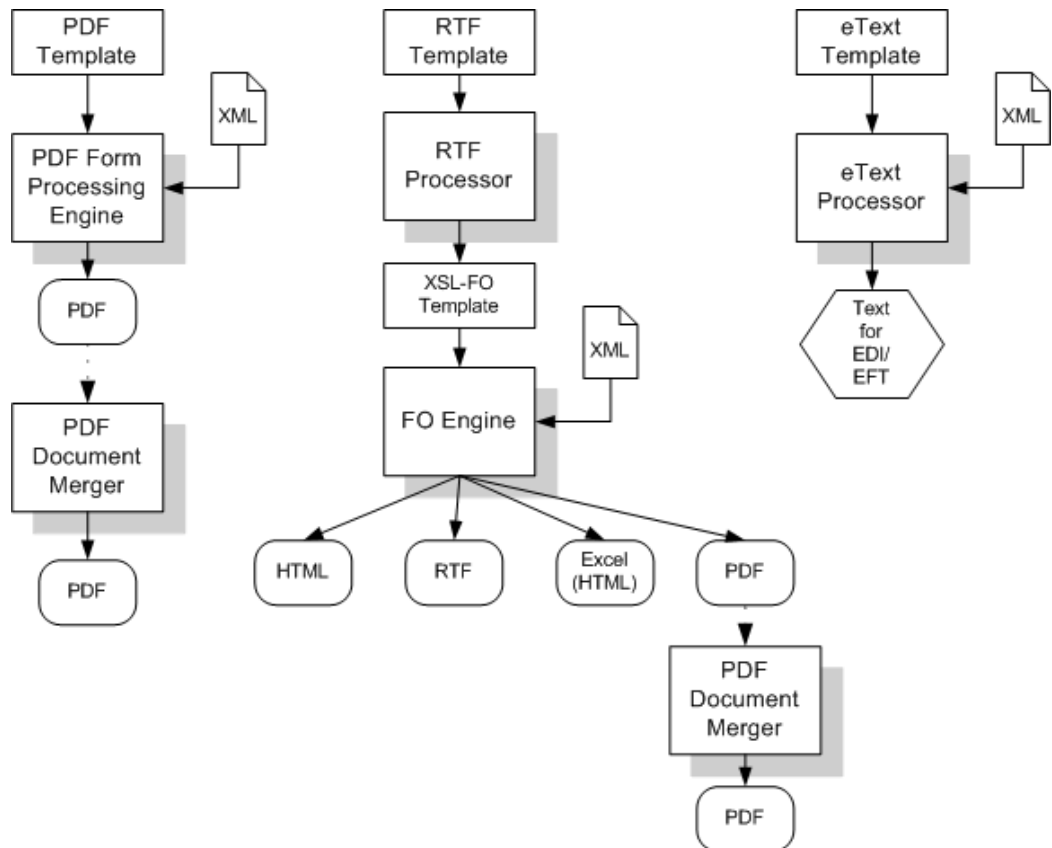 PDF
Template
XML
PDF Form
Processing
Engine
PDF
PDF
Document
Merger
PDF
RTF
Template
RTF
Processor
XSL-FO
Template
XML
FO Engine
HTML
RTF
Excel
(HTML)
PDF
PDF
Document
Merger
PDF
eText
Template
XML
eText
Processor
Text
for
EDI/
EFT